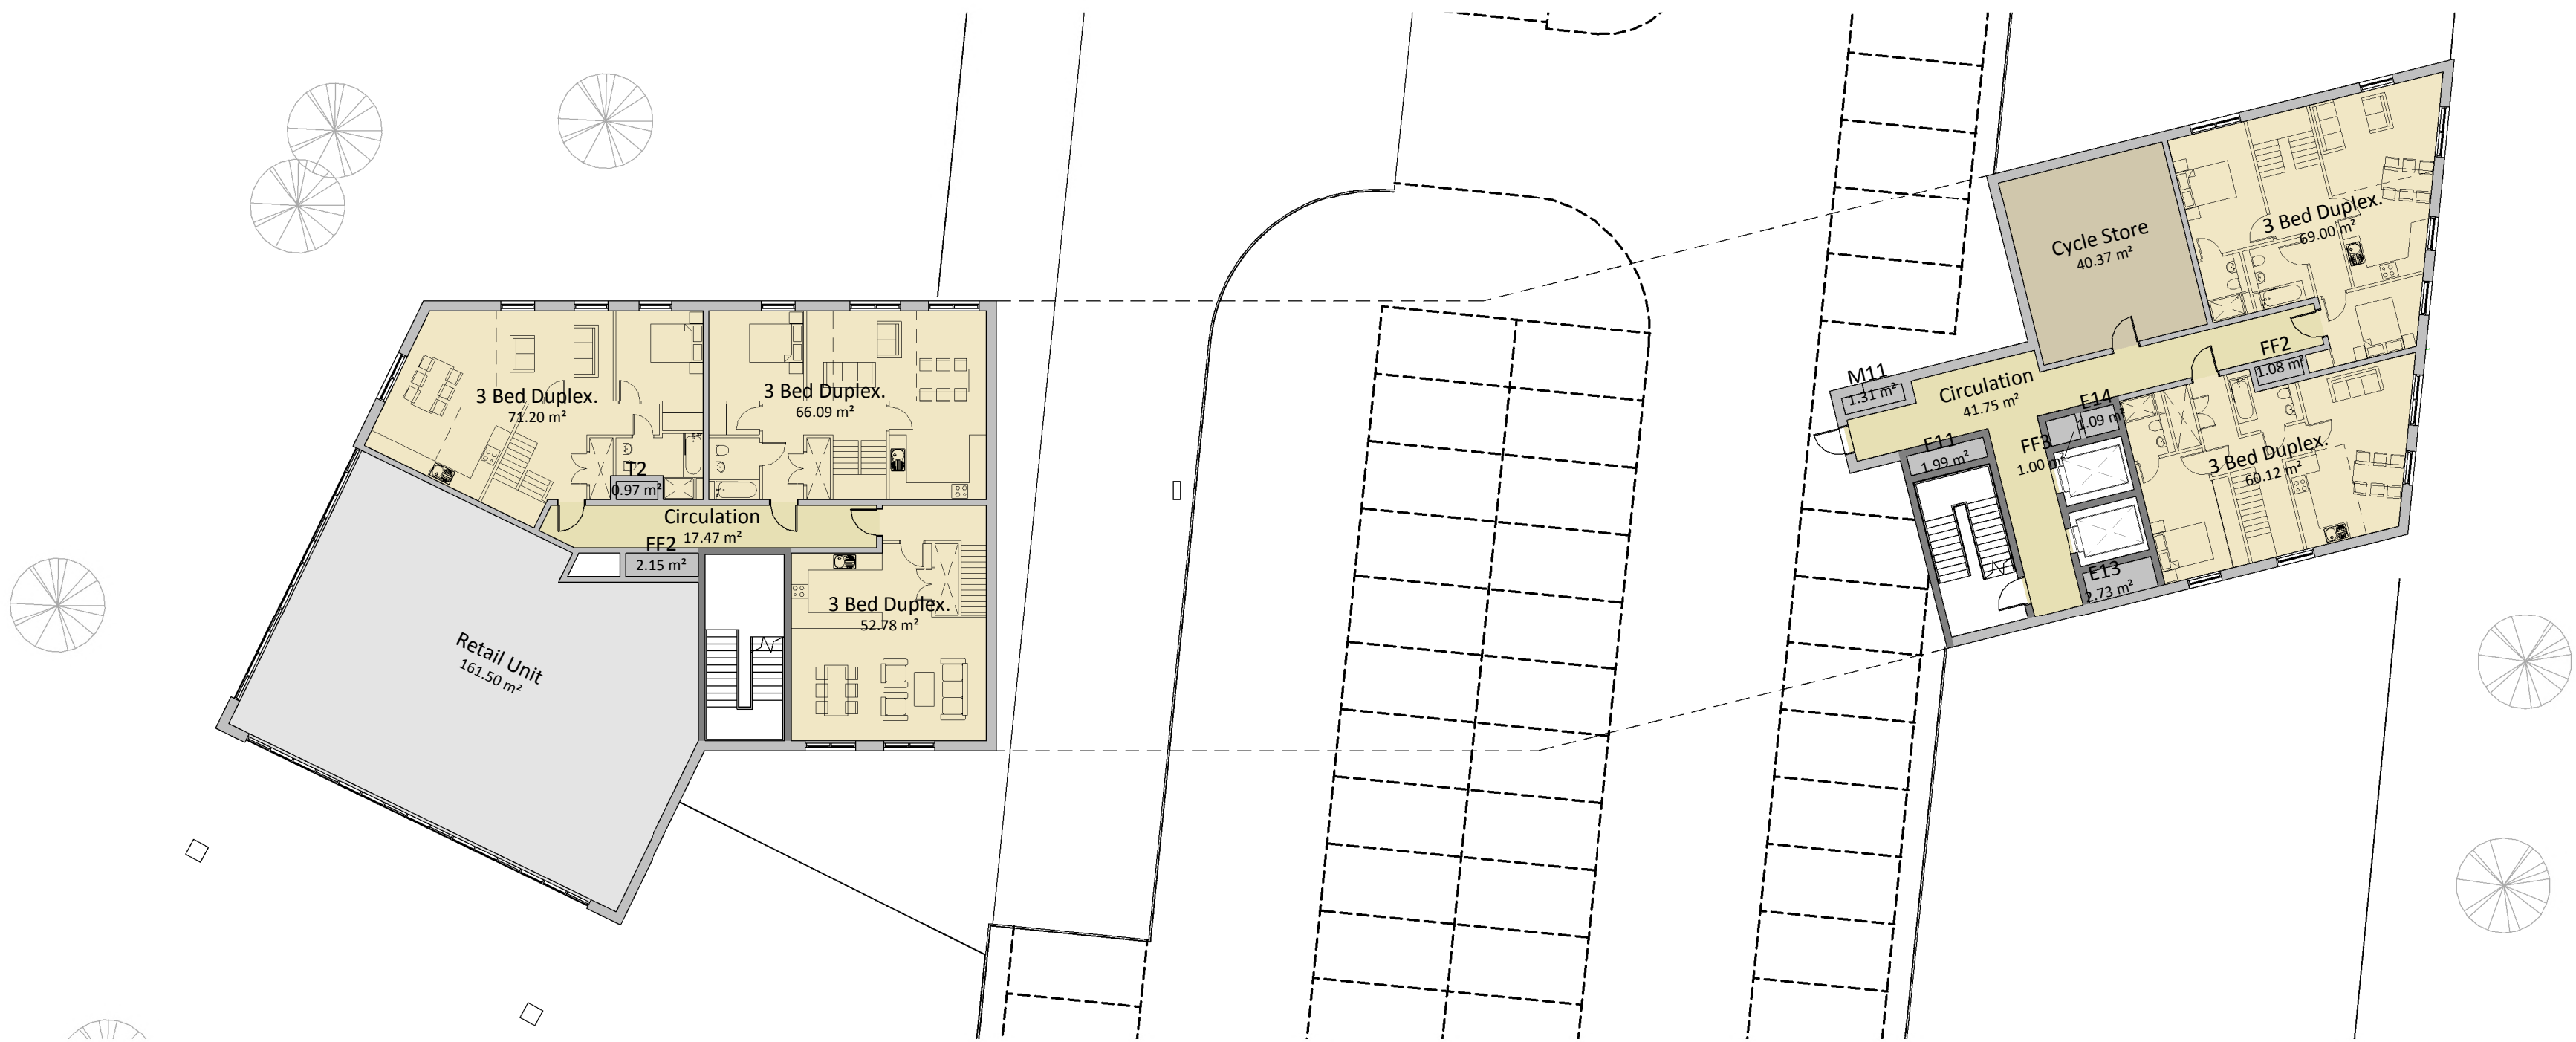 3 Bed Duplex.
71.20 m²
3 Bed Duplex.
66.09 m²
T2
0.97 m²
Circulation
17.47 m²
FF2
2.15 m²
3 Bed Duplex.
52.78 m²
Retail Unit
161.50 m²
Cycle Store
40.37 m²
3 Bed Duplex.
69.00 m²
M11
1.31 m²
Circulation
41.75 m²
FF2
1.08 m²
E14
1.09 m²
E11
1.99 m²
FF3
1.00 m²
3 Bed Duplex.
60.12 m²
E13
2.73 m²